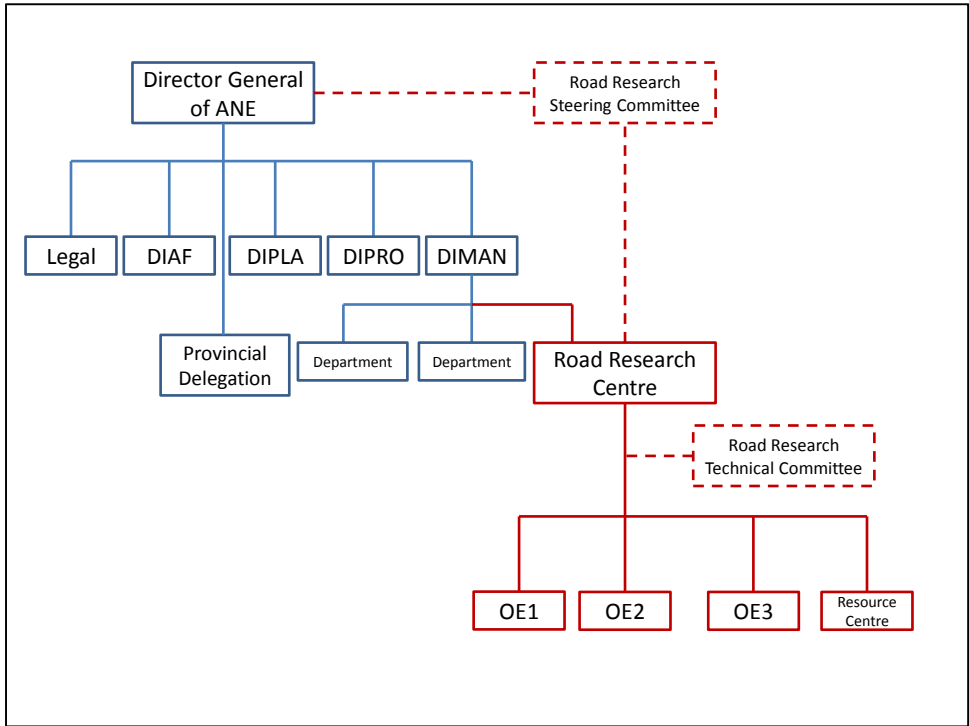 Director General
of ANE
Road Research
Steering Committee
Legal
DIAF
DIPLA
DIPRO
DIMAN
Provincial
Delegation
Department
Department
Road Research
Centre
Road Research
Technical Committee
OE1
OE2
OE3
Resource
Centre